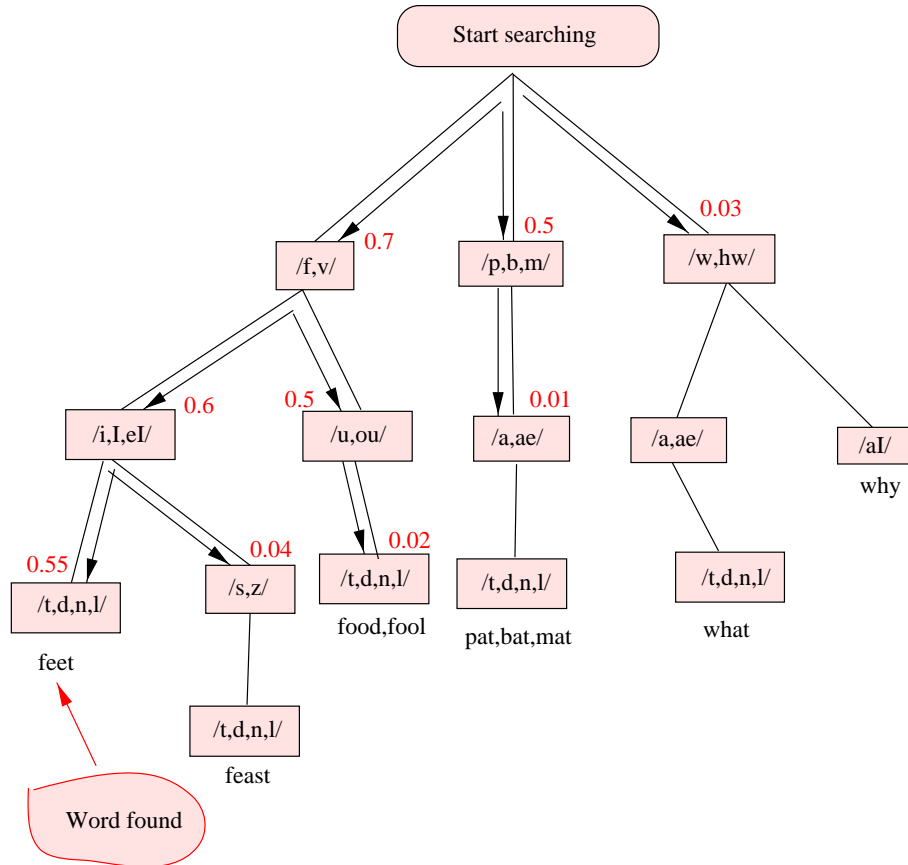 Start searching
0.7
0.5
0.03
/f,v/
/p,b,m/
/w,hw/
0.6
0.5
0.01
/i,I,eI/
/u,ou/
/a,ae/
/a,ae/
/aI/
why
0.55
0.04
0.02
/t,d,n,l/
/s,z/
/t,d,n,l/
/t,d,n,l/
/t,d,n,l/
food,fool
pat,bat,mat
what
feet
/t,d,n,l/
feast
Word found